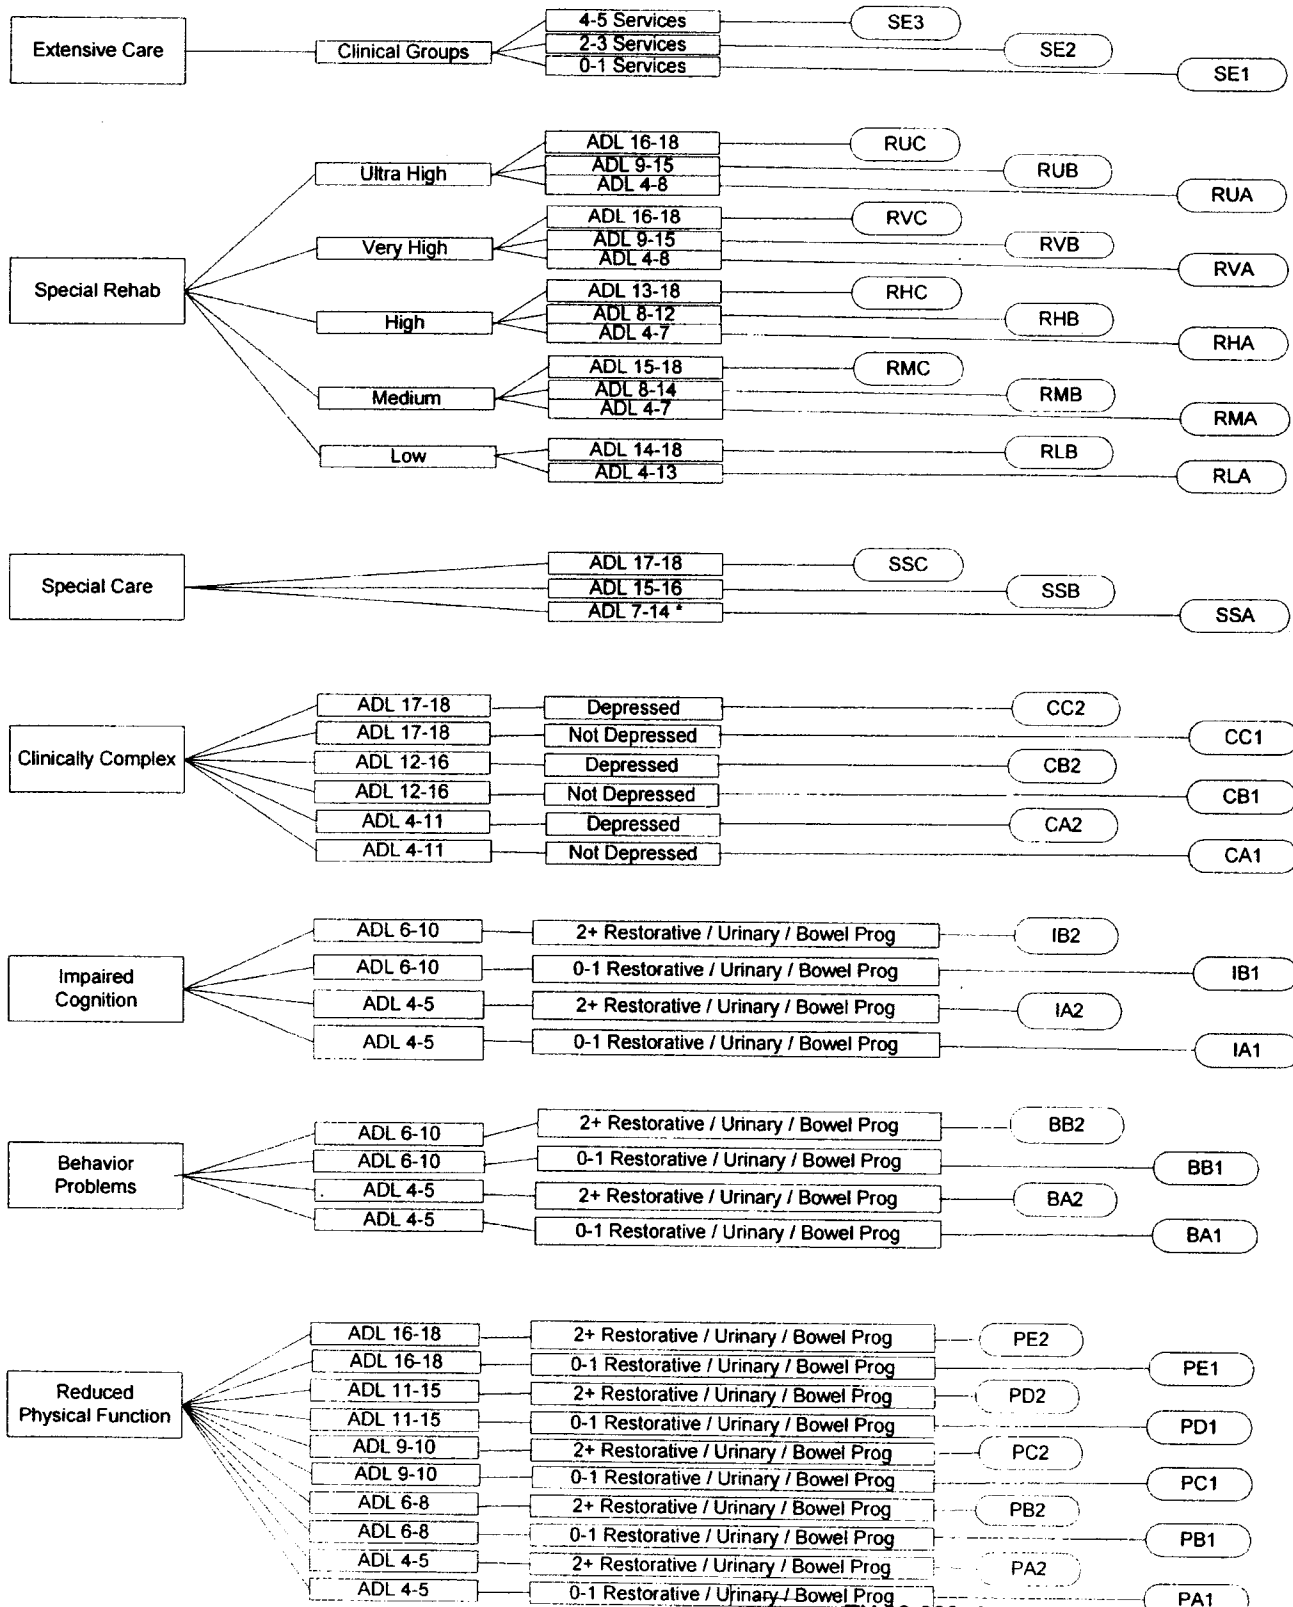 4-5 Services SE3
Extensive Care Clinical Groups 2-3 Services SE2
0-1 Services SE1
ADL 16-18 RUC
Ultra High ADL 9-15 RUB
ADL 4-8 RUA
ADL 16-18 RVC
Very High ADL 9-15 RVB
ADL 4-8 RVA
Special Rehab
ADL 13-18 RHC
High ADL 8-12 RHB
ADL 4-7 RHA
ADL 15-18 RMC
Medium ADL 8-14 RMB
ADL 4-7 RMA
Low ADL 14-18 RLB
ADL 4-13 RLA
ADL 17-18 SSC
Special Care ADL 15-16 SSB
ADL 7-14 * SSA
ADL 17-18 Depressed CC2
ADL 17-18 Not Depressed CC1
Clinically Complex ADL 12-16 Depressed CB2
ADL 12-16 Not Depressed CB1
ADL 4-11 Depressed CA2
ADL 4-11 Not Depressed CA1
ADL 6-10 2+ Restorative / Urinary / Bowel Prog IB2
ADL 6-10 0-1 Restorative / Urinary / Bowel Prog IB1
Impaired
Cognition
ADL 4-5 2+ Restorative / Urinary / Bowel Prog IA2
ADL 4-5 0-1 Restorative / Urinary / Bowel Prog IA1
ADL 6-10 2+ Restorative / Urinary / Bowel Prog BB2
ADL 6-10 0-1 Restorative / Urinary / Bowel Prog BB1
Behavior
Problems
ADL 4-5 2+ Restorative / Urinary / Bowel Prog BA2
ADL 4-5 0-1 Restorative / Urinary / Bowel Prog BA1
ADL 16-18 2+ Restorative / Urinary / Bowel Prog PE2
ADL 16-18 0-1 Restorative / Urinary / Bowel Prog PE1
Reduced
Physical Function
ADL 11-15 2+ Restorative / Urinary / Bowel Prog PD2
ADL 11-15 0-1 Restorative / Urinary / Bowel Prog PD1
ADL 9-10 2+ Restorative / Urinary / Bowel Prog PC2
ADL 9-10 0-1 Restorative / Urinary / Bowel Prog PC1
ADL 6-8 2+ Restorative / Urinary / Bowel Prog PB2
ADL 6-8 0-1 Restorative / Urinary / Bowel Prog PB1
ADL 4-5 2+ Restorative / Urinary / Bowel Prog PA2
ADL 4-5 0-1 Restorative / Urinary / Bowel Prog PA1